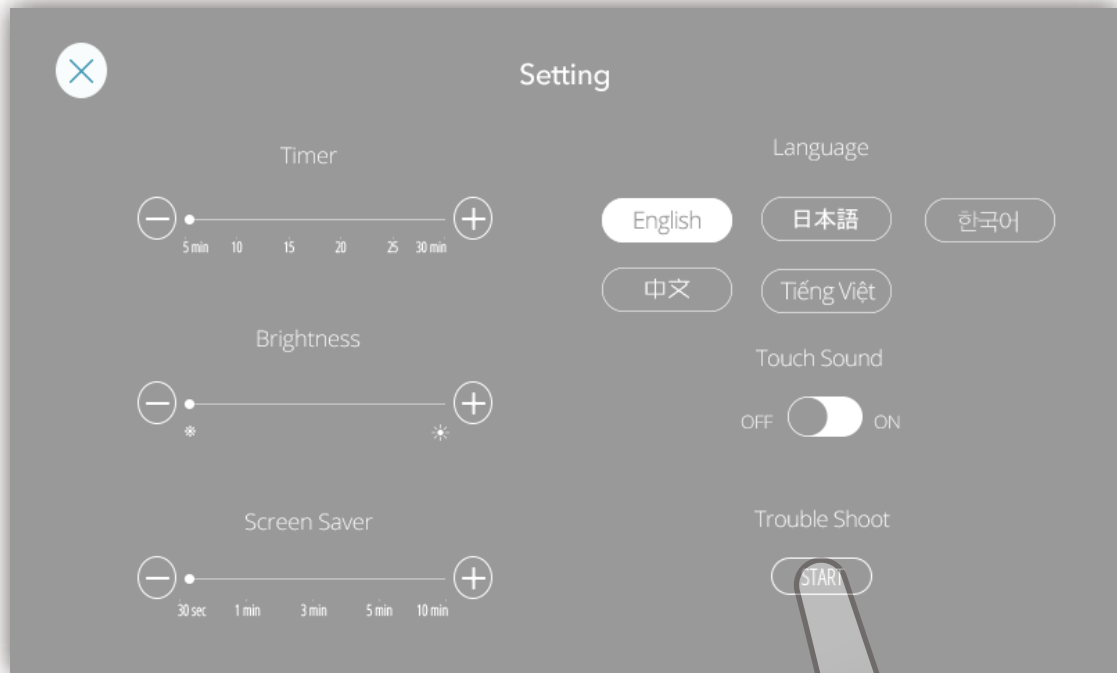 Setting
Timer
5 min 10 15 20 25 30 min
Brightness
Screen Saver
30 sec 1 min 3 min 5 min 10 min
Language
English 日本語 한국어
中文 Tiếng Việt
Touch Sound
OFF ON
Trouble Shoot
START